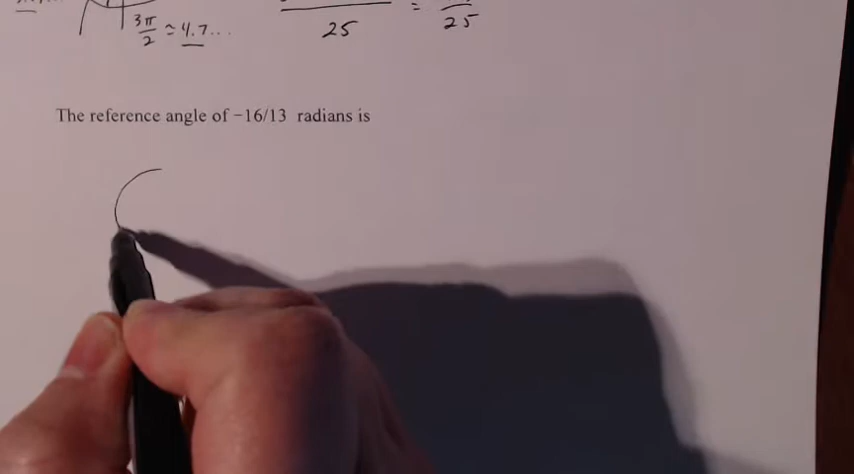 3π/2 ≈ 4.7... /25 = /25
The reference angle of −16/13 radians is